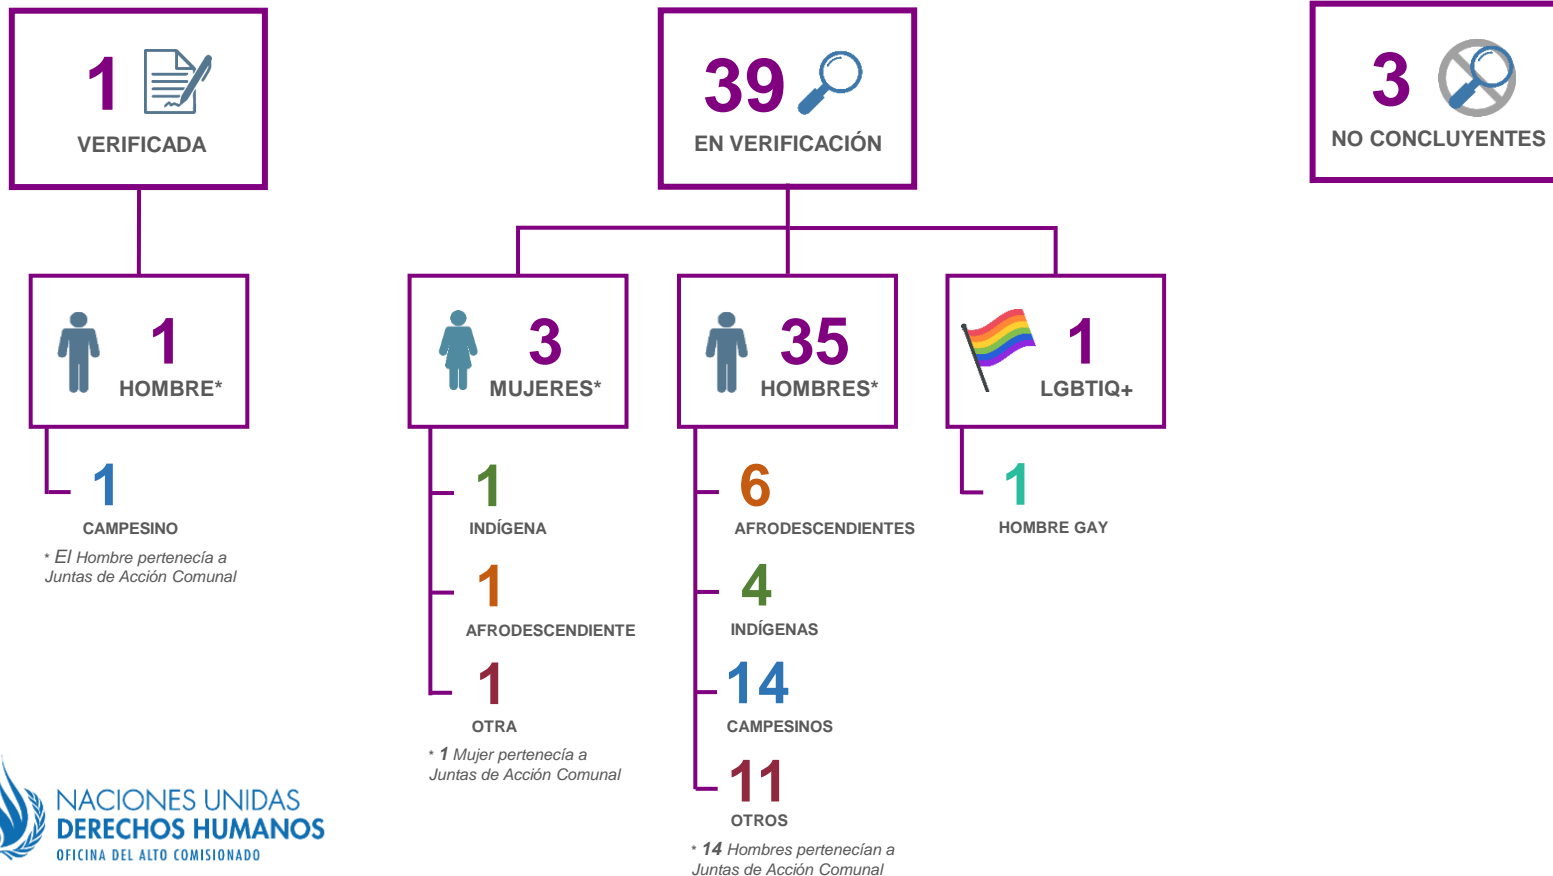 1
VERIFICADA
39
EN VERIFICACIÓN
3
NO CONCLUYENTES
1
HOMBRE*
3
MUJERES*
35
HOMBRES*
1
LGBTIQ+
1
CAMPESINO
* El Hombre pertenecía a
Juntas de Acción Comunal
1
INDÍGENA
1
AFRODESCENDIENTE
1
OTRA
* 1 Mujer pertenecía a
Juntas de Acción Comunal
6
AFRODESCENDIENTES
4
INDÍGENAS
14
CAMPESINOS
11
OTROS
* 14 Hombres pertenecían a
Juntas de Acción Comunal
1
HOMBRE GAY
NACIONES UNIDAS
DERECHOS HUMANOS
OFICINA DEL ALTO COMISIONADO